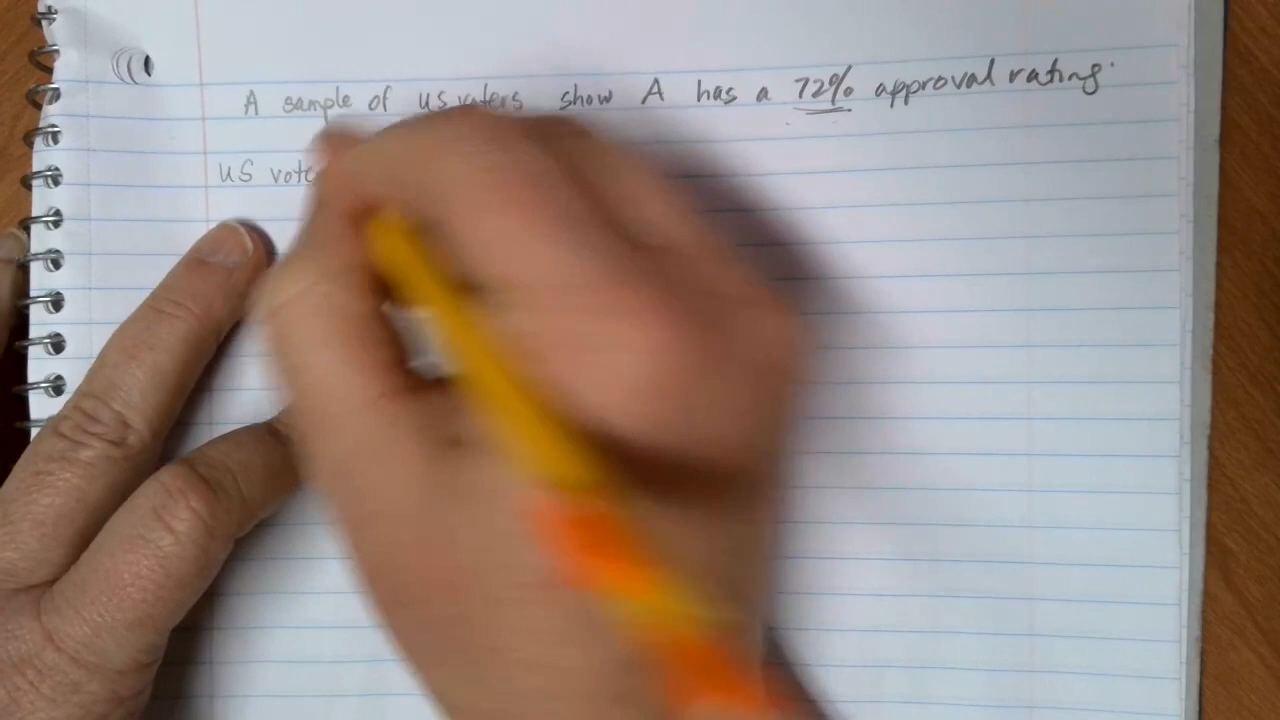 A sample of US voters show A has a 72% approval rating.
US vote